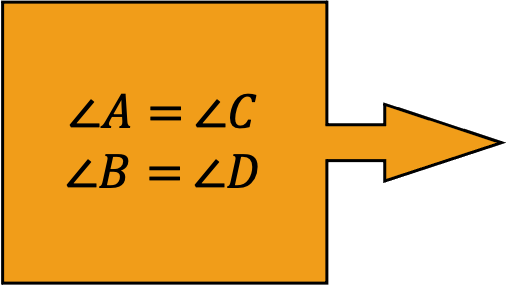 ∠A = ∠C
∠B = ∠D